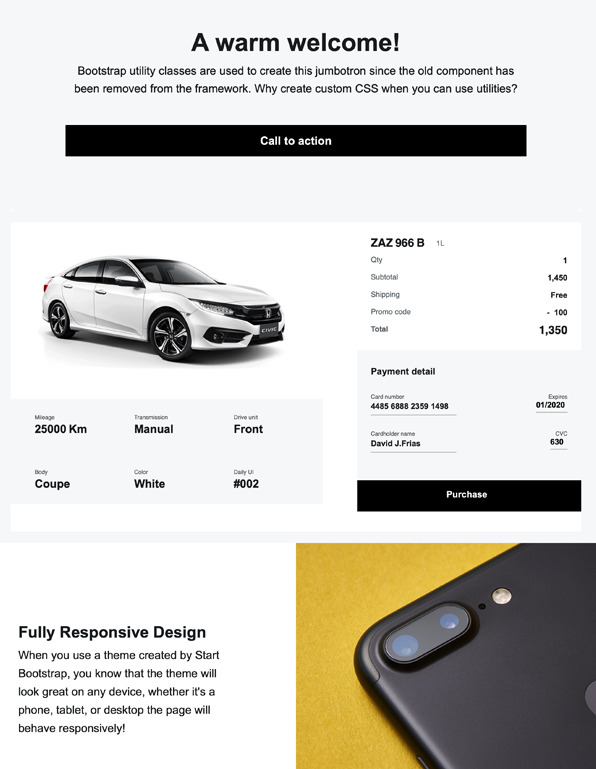 A warm welcome!
Bootstrap utility classes are used to create this jumbotron since the old component has
been removed from the framework. Why create custom CSS when you can use utilities?
Call to action
ZAZ 966 B 1L
Qty 1
Subtotal 1,450
Shipping Free
Promo code - 100
Total 1,350
CIVIC
Payment detail
Card number Expires
4485 6888 2359 1498 01/2020
Cardholder name CVC
David J.Frias 630
Purchase
Mileage Transmission Drive unit
25000 Km Manual Front
Body Color Daily UI
Coupe White #002
Fully Responsive Design
When you use a theme created by Start
Bootstrap, you know that the theme will
look great on any device, whether it's a
phone, tablet, or desktop the page will
behave responsively!